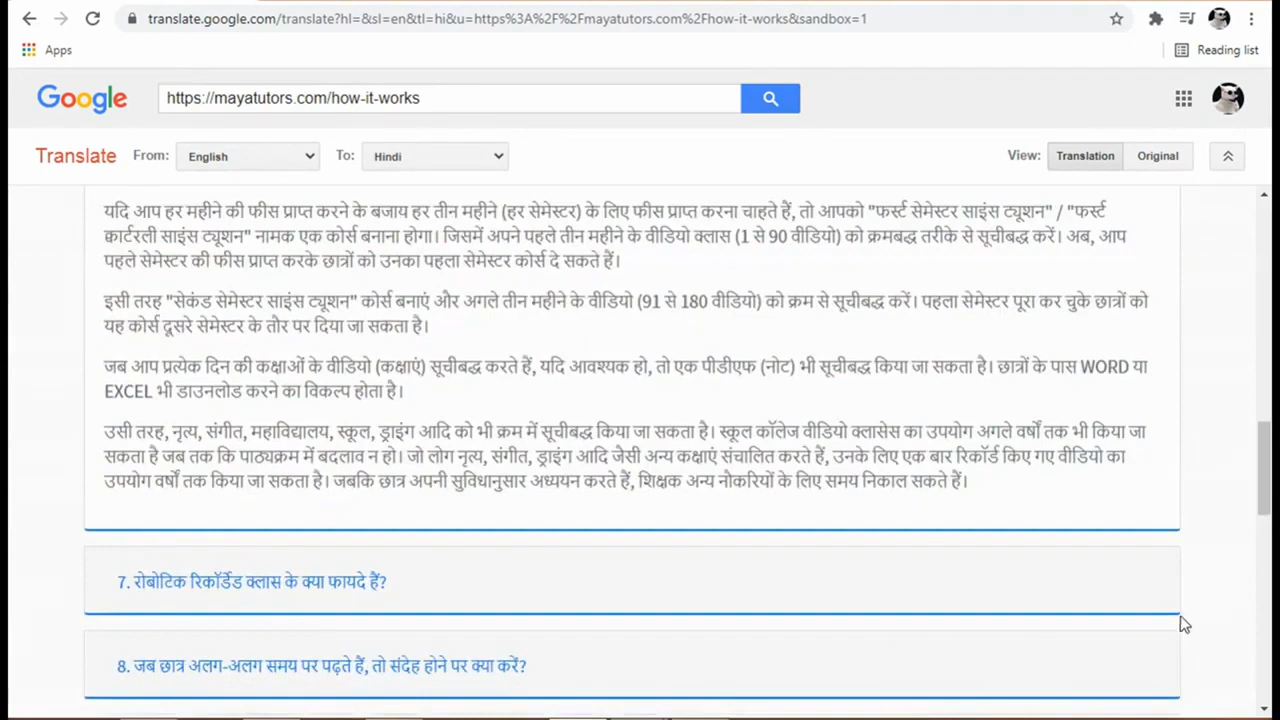 translate.google.com/translate?hl=&sl=en&tl=hi&u=https%3A%2F%2Fmayatutors.com%2Fhow-it-works&sandbox=1
Apps
Reading list
Google
https://mayatutors.com/how-it-works
Translate From: English To: Hindi View: Translation Original
यदि आप हर महीने की फीस प्राप्त करने के बजाय हर तीन महीने (हर सेमेस्टर) के लिए फीस प्राप्त करना चाहते हैं, तो आपको "फर्स्ट सेमेस्टर साइंस ट्यूशन" / "फर्स्ट
क्वार्टरली साइंस ट्यूशन" नामक एक कोर्स बनाना होगा। जिसमें अपने पहले तीन महीने के वीडियो क्लास (1 से 90 वीडियो) को क्रमबद्ध तरीके से सूचीबद्ध करें। अब, आप
पहले सेमेस्टर की फीस प्राप्त करके छात्रों को उनका पहला सेमेस्टर कोर्स दे सकते हैं।
इसी तरह "सेकंड सेमेस्टर साइंस ट्यूशन" कोर्स बनाएं और अगले तीन महीने के वीडियो (91 से 180 वीडियो) को क्रम से सूचीबद्ध करें। पहला सेमेस्टर पूरा कर चुके छात्रों को
यह कोर्स दूसरे सेमेस्टर के तौर पर दिया जा सकता है।
जब आप प्रत्येक दिन की कक्षाओं के वीडियो (कक्षाएं) सूचीबद्ध करते हैं, यदि आवश्यक हो, तो एक पीडीएफ (नोट) भी सूचीबद्ध किया जा सकता है। छात्रों के पास WORD या
EXCEL भी डाउनलोड करने का विकल्प होता है।
उसी तरह, नृत्य, संगीत, महाविद्यालय, स्कूल, ड्राइंग आदि को भी क्रम में सूचीबद्ध किया जा सकता है। स्कूल कॉलेज वीडियो क्लासेस का उपयोग अगले वर्षों तक भी किया जा
सकता है जब तक कि पाठ्यक्रम में बदलाव न हो। जो लोग नृत्य, संगीत, ड्राइंग आदि जैसी अन्य कक्षाएं संचालित करते हैं, उनके लिए एक बार रिकॉर्ड किए गए वीडियो का
उपयोग वर्षों तक किया जा सकता है। जबकि छात्र अपनी सुविधानुसार अध्ययन करते हैं, शिक्षक अन्य नौकरियों के लिए समय निकाल सकते हैं।
7. रोबोटिक रिकॉर्डेड क्लास के क्या फायदे हैं?
8. जब छात्र अलग-अलग समय पर पढ़ते हैं, तो संदेह होने पर क्या करें?